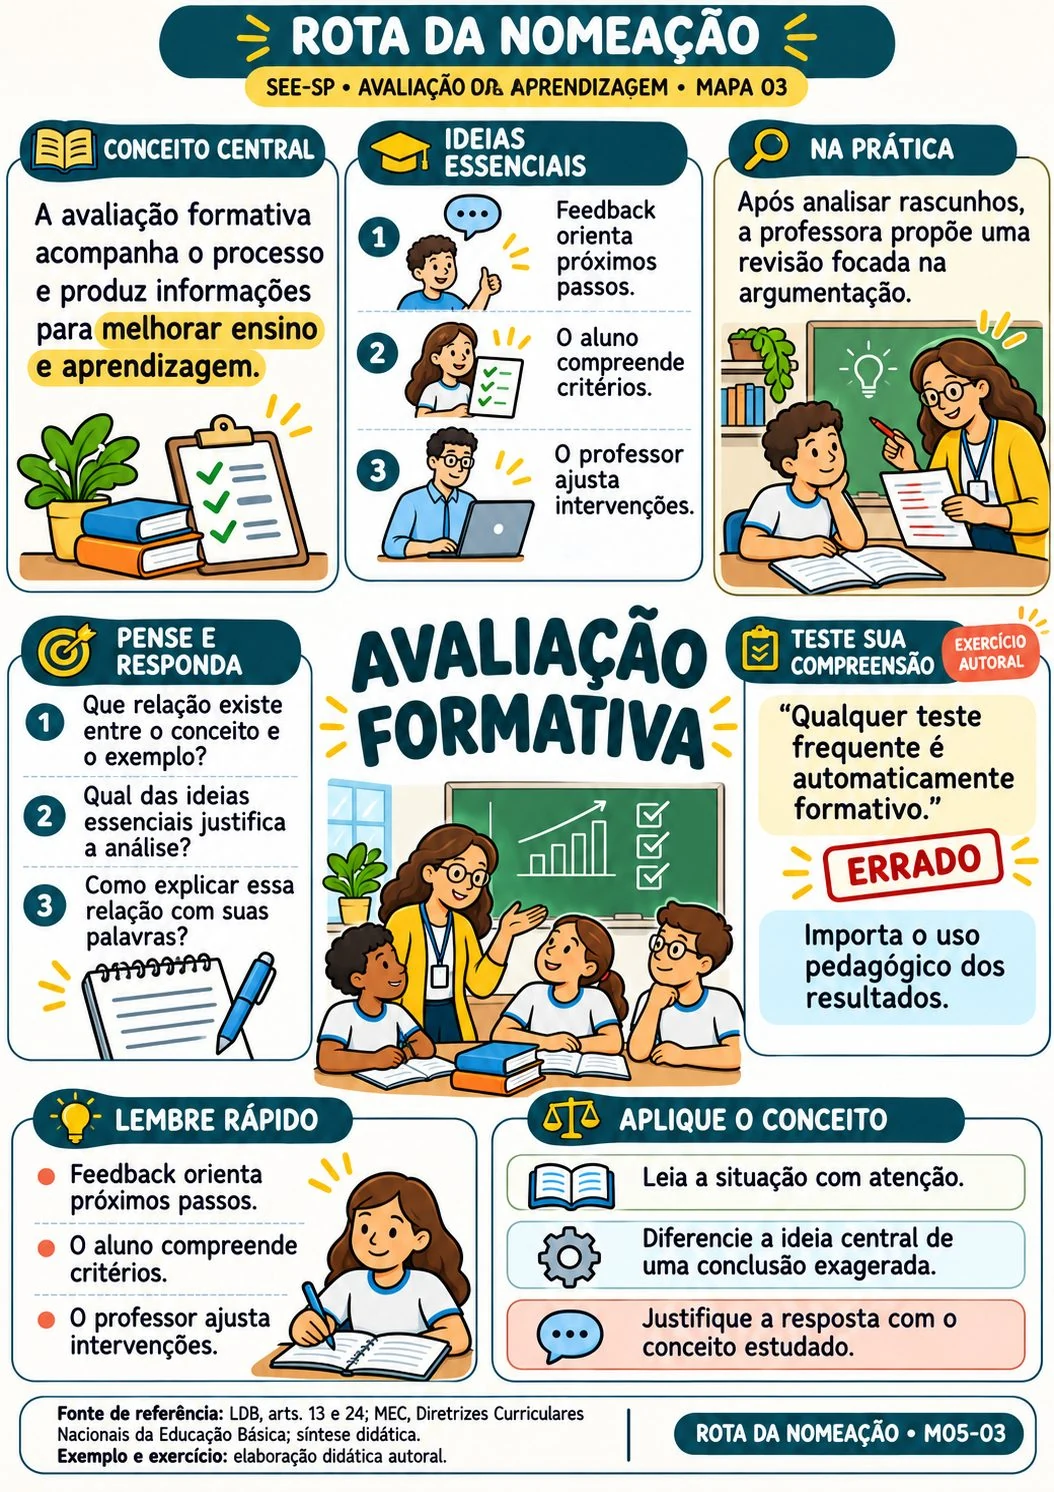 ROTA DA NOMEAÇÃO
SEE-SP • AVALIAÇÃO APRENDIZAGEM • MAPA 03
CONCEITO CENTRAL
A avaliação formativa
acompanha o processo
e produz informações
para melhorar ensino
e aprendizagem.
IDEIAS
ESSENCIAIS
1
Feedback
orienta
próximos
passos.
2
O aluno
compreende
critérios.
3
O professor
ajusta
intervenções.
NA PRÁTICA
Após analisar rascunhos,
a professora propõe uma
revisão focada na
argumentação.
PENSE E
RESPONDA
1
Que relação existe
entre o conceito e
o exemplo?
2
Qual das ideias
essenciais justifica
a análise?
3
Como explicar essa
relação com suas
palavras?
AVALIAÇÃO
FORMATIVA
TESTE SUA
COMPREENSÃO
EXERCÍCIO
AUTORAL
“Qualquer teste
frequente é
automaticamente
formativo.”
ERRADO
Importa o uso
pedagógico dos
resultados.
LEMBRE RÁPIDO
Feedback orienta
próximos passos.
O aluno compreende
critérios.
O professor ajusta
intervenções.
APLIQUE O CONCEITO
Leia a situação com atenção.
Diferencie a ideia central de
uma conclusão exagerada.
Justifique a resposta com o
conceito estudado.
Fonte de referência: LDB, arts. 13 e 24; MEC, Diretrizes Curriculares
Nacionais da Educação Básica; síntese didática.
Exemplo e exercício: elaboração didática autoral.
ROTA DA NOMEAÇÃO • M05-03